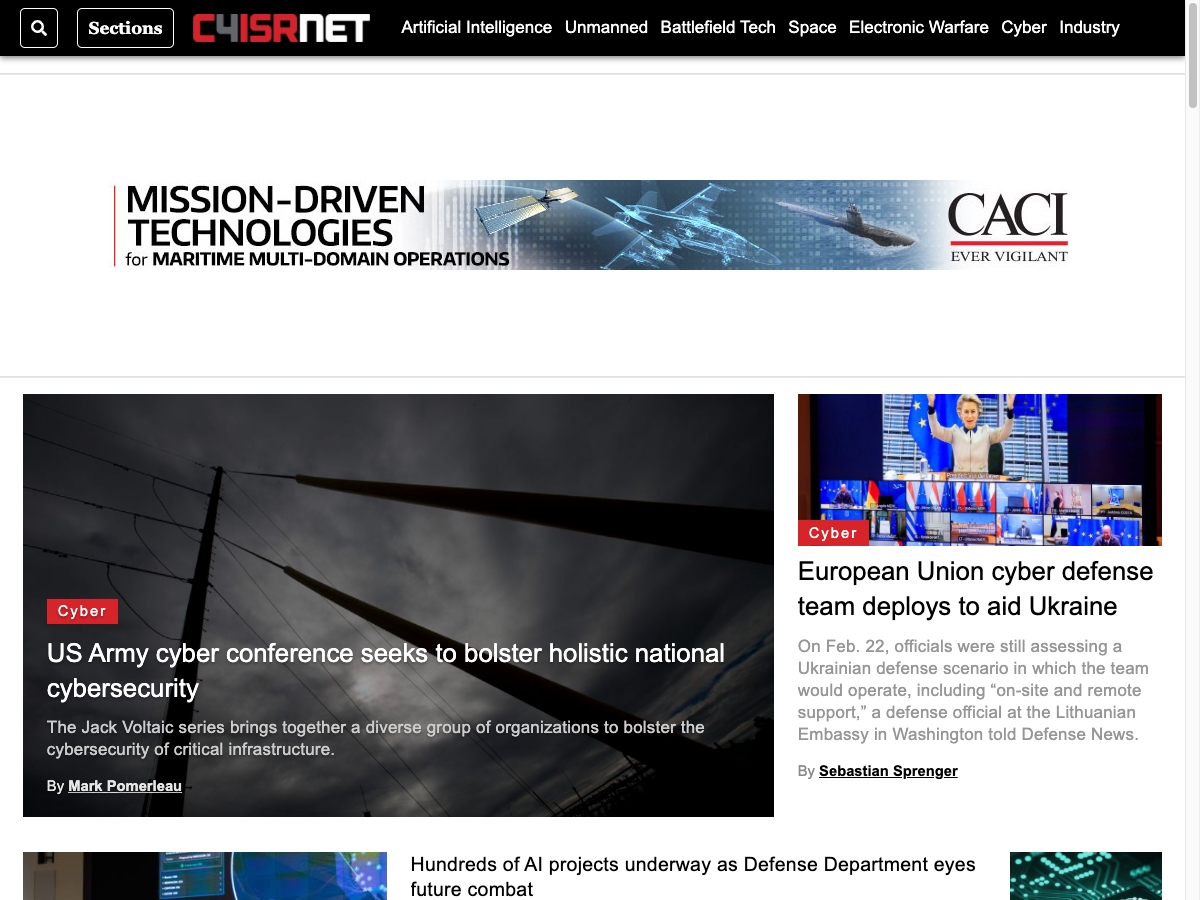 Sections
C4ISRNET
Artificial Intelligence Unmanned Battlefield Tech Space Electronic Warfare Cyber Industry
MISSION-DRIVEN
TECHNOLOGIES
for MARITIME MULTI-DOMAIN OPERATIONS
CACI
EVER VIGILANT
Cyber
US Army cyber conference seeks to bolster holistic national
cybersecurity
The Jack Voltaic series brings together a diverse group of organizations to bolster the
cybersecurity of critical infrastructure.
By Mark Pomerleau
Cyber
European Union cyber defense
team deploys to aid Ukraine
On Feb. 22, officials were still assessing a
Ukrainian defense scenario in which the team
would operate, including “on-site and remote
support,” a defense official at the Lithuanian
Embassy in Washington told Defense News.
By Sebastian Sprenger
Hundreds of AI projects underway as Defense Department eyes
future combat